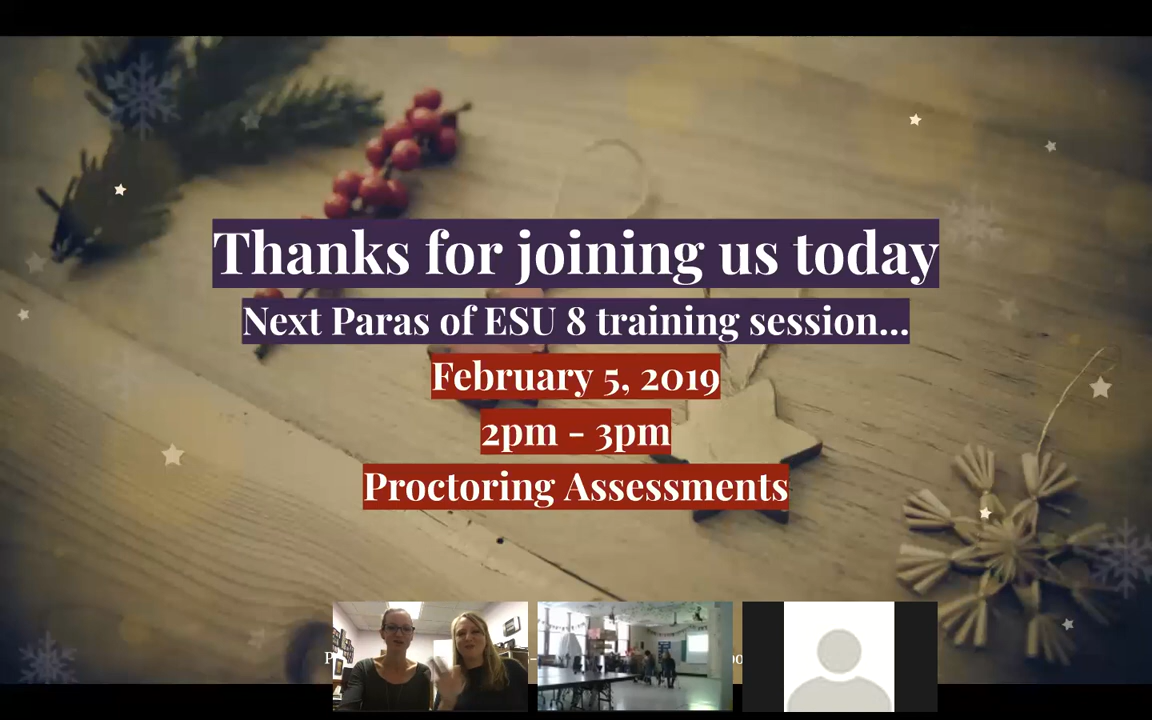 Thanks for joining us today
Next Paras of ESU 8 training session...
February 5, 2019
2pm - 3pm
Proctoring Assessments